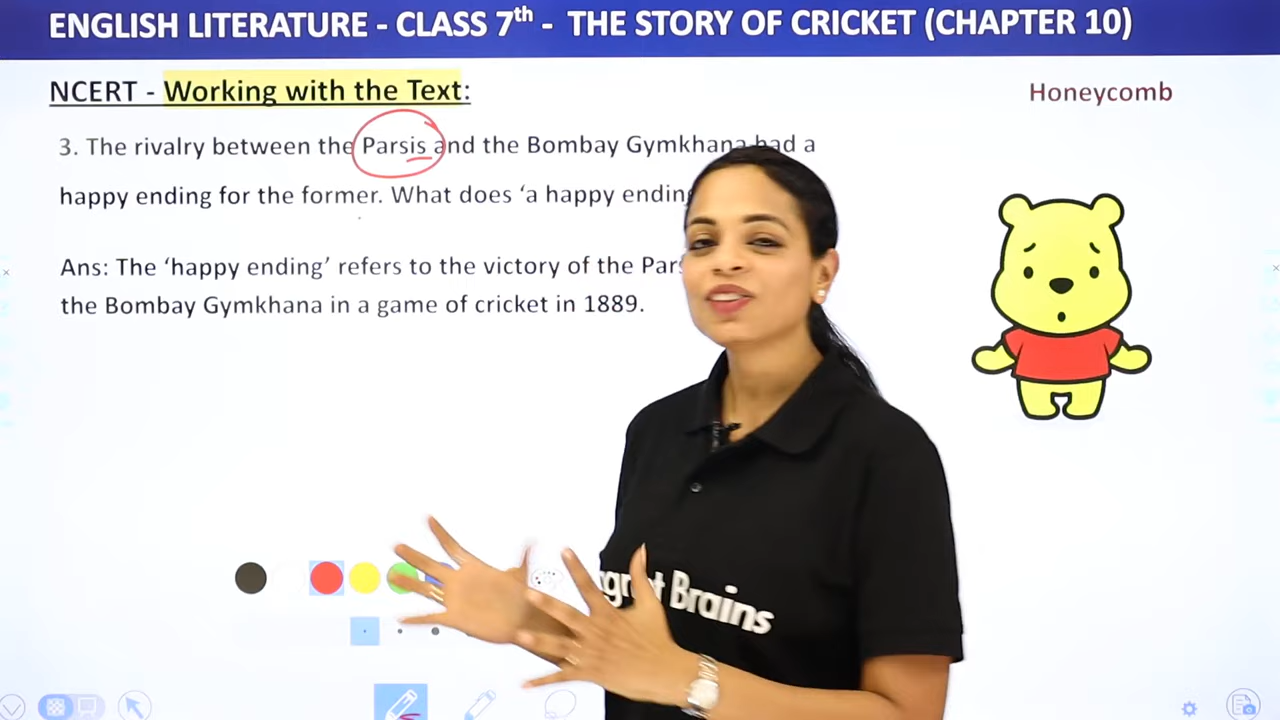 ENGLISH LITERATURE - CLASS 7th - THE STORY OF CRICKET (CHAPTER 10)
NCERT - Working with the Text:
Honeycomb
3. The rivalry between the Parsis and the Bombay Gymkhana had a
happy ending for the former. What does ‘a happy ending
Ans: The ‘happy ending’ refers to the victory of the
the Bombay Gymkhana in a game of cricket in 1889.
Brains